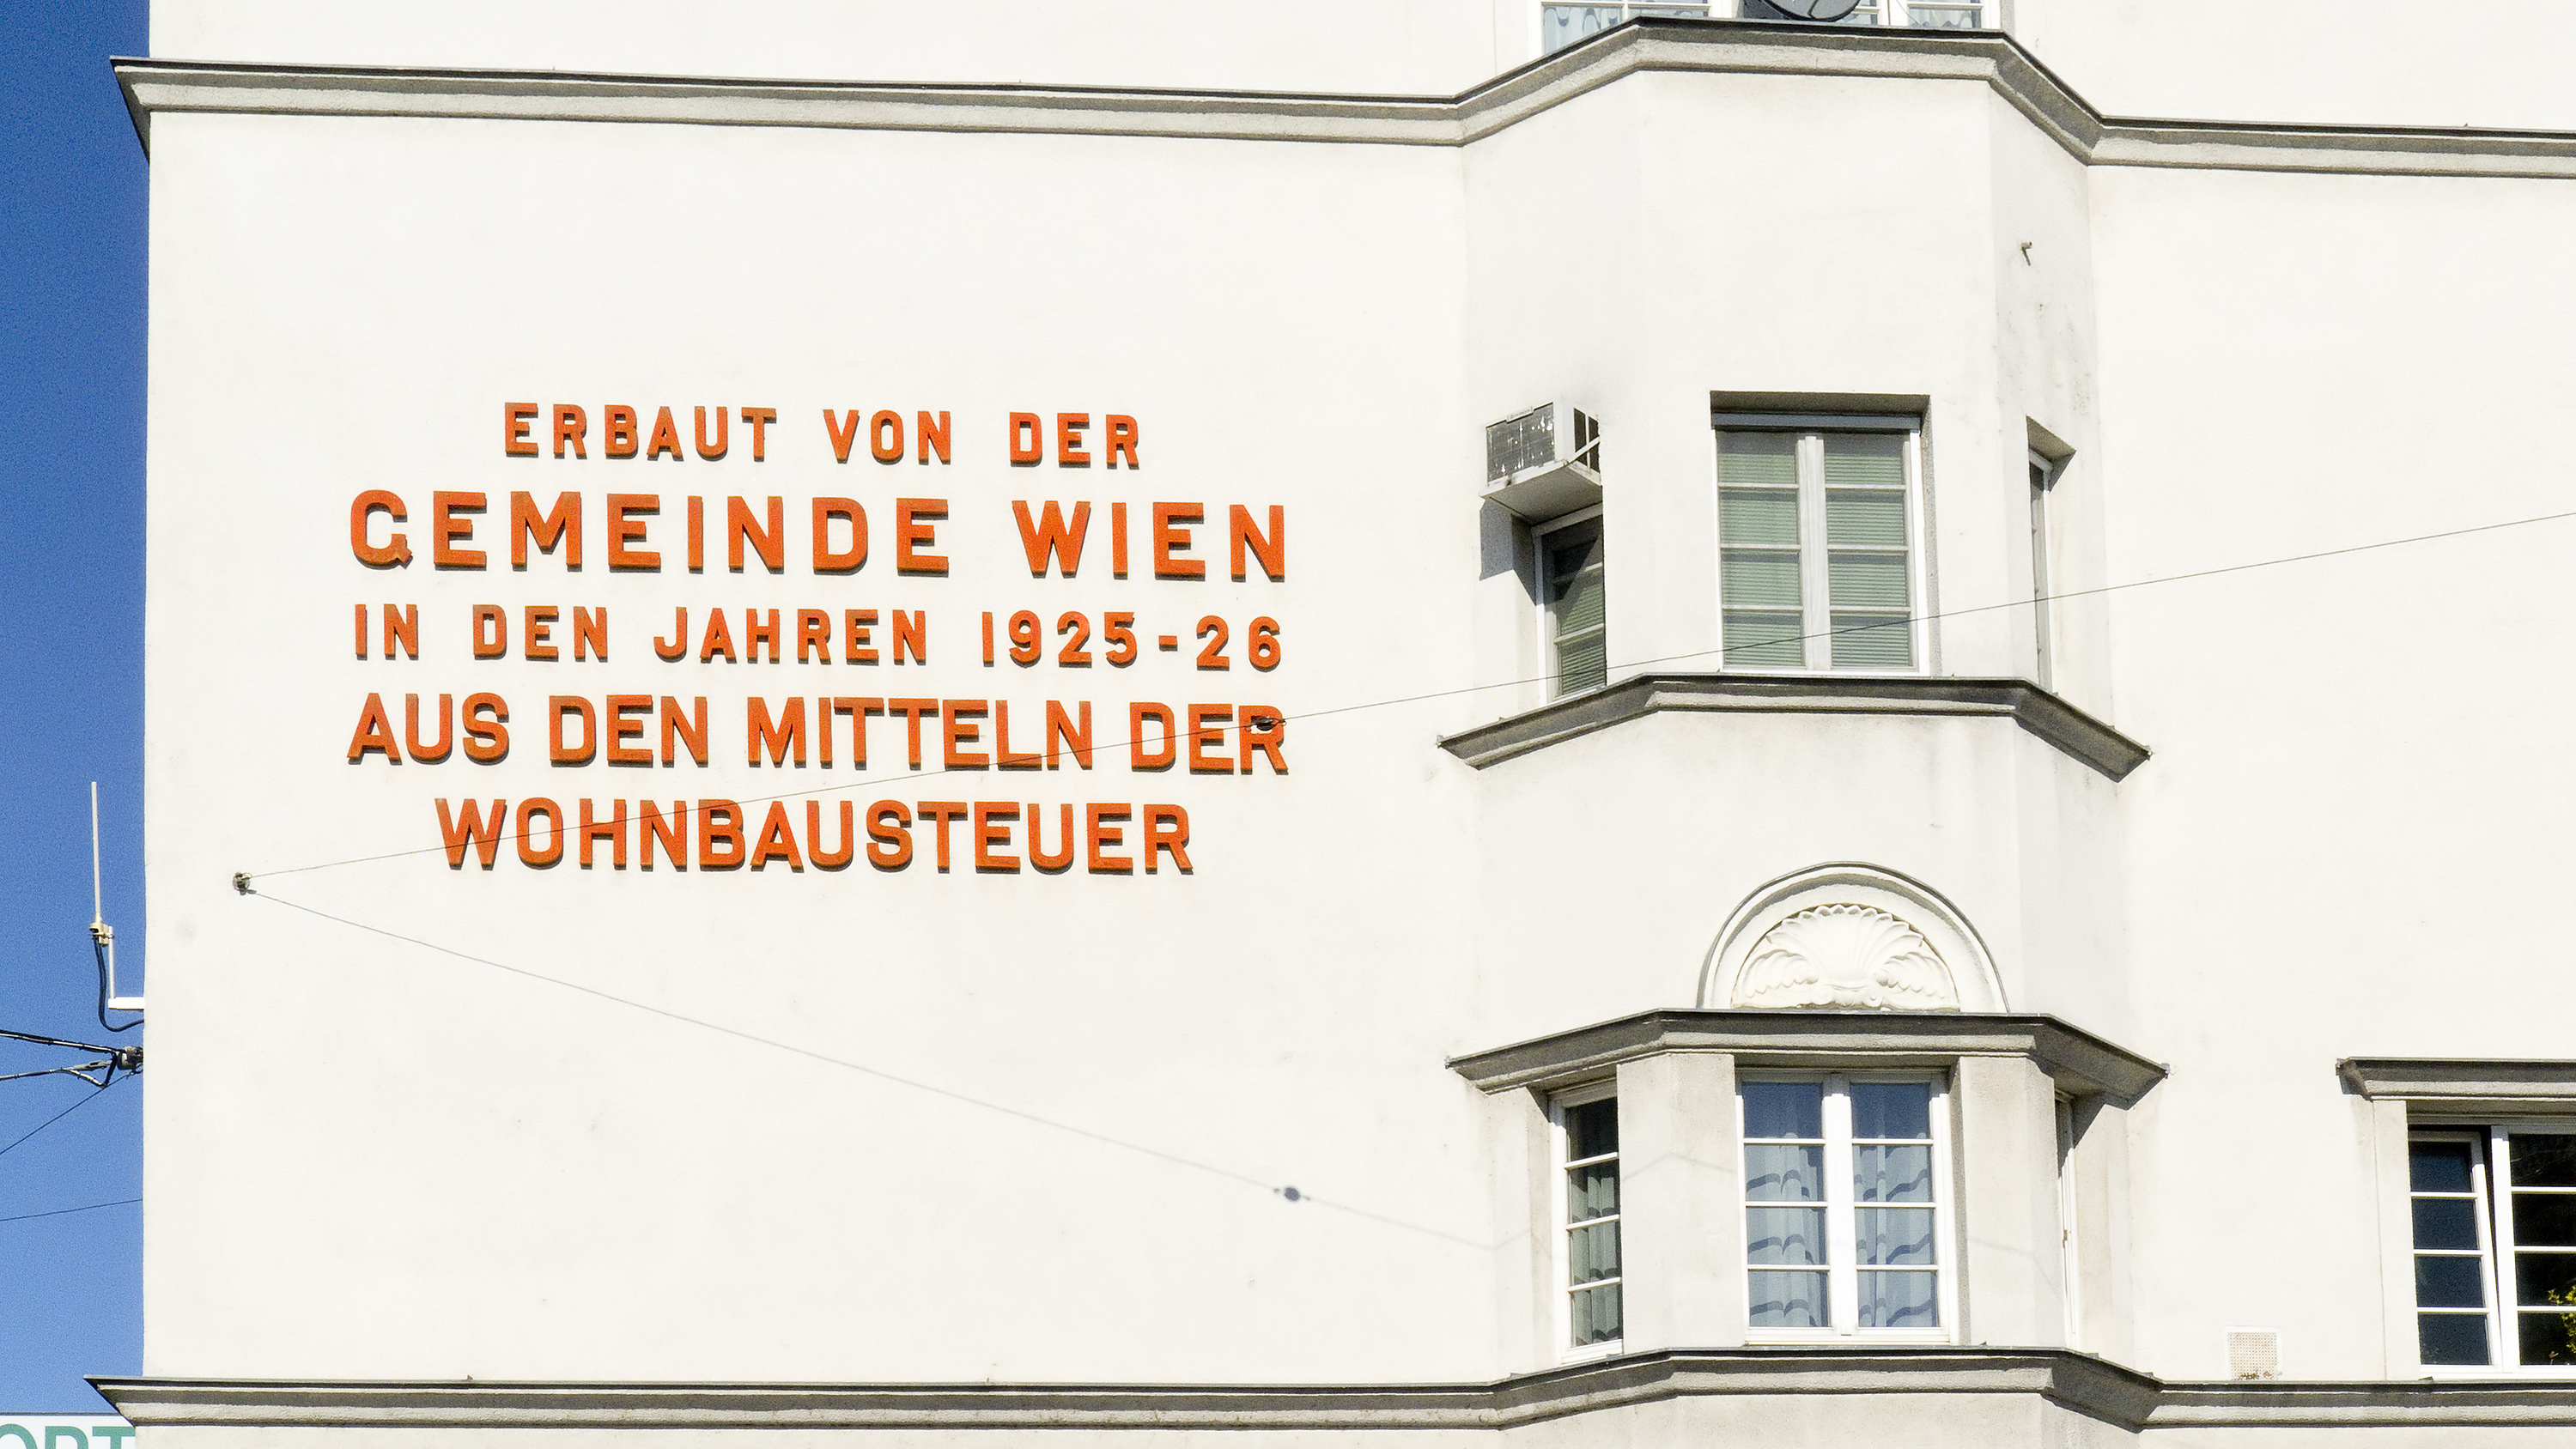 ERBAUT VON DER
GEMEINDE WIEN
IN DEN JAHREN 1925-26
AUS DEN MITTELN DER
WOHNBAUSTEUER